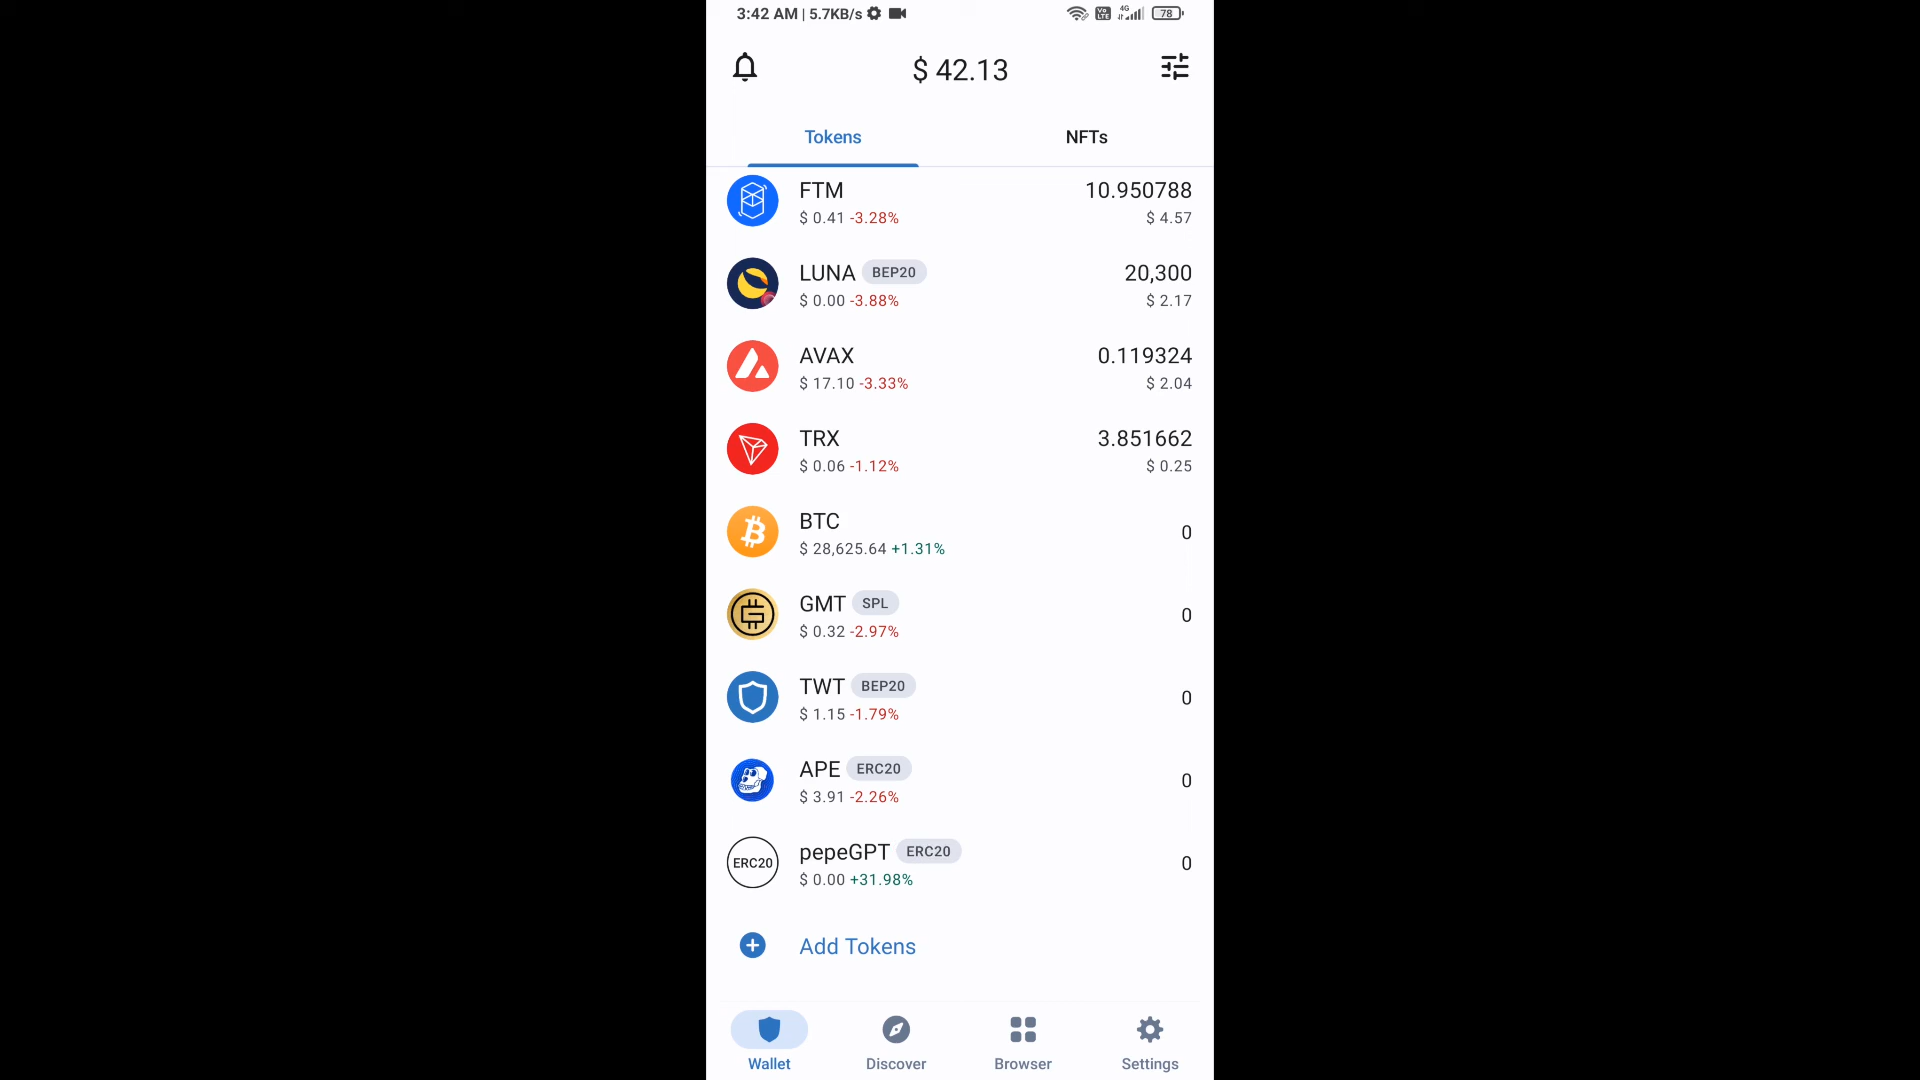 3:42 AM | 5.7KB/s
Vo LTE 4G 78
$ 42.13
Tokens NFTs
FTM 10.950788
$ 0.41 -3.28% $ 4.57
LUNA BEP20 20,300
$ 0.00 -3.88% $ 2.17
AVAX 0.119324
$ 17.10 -3.33% $ 2.04
TRX 3.851662
$ 0.06 -1.12% $ 0.25
BTC
$ 28,625.64 +1.31% 0
GMT SPL
$ 0.32 -2.97% 0
TWT BEP20
$ 1.15 -1.79% 0
APE ERC20
$ 3.91 -2.26% 0
ERC20 pepeGPT ERC20
$ 0.00 +31.98% 0
Add Tokens
Wallet Discover Browser Settings